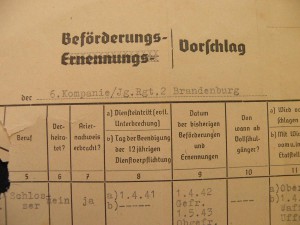 Beförderungs-
Ernennungs-
Vorschlag
der 6.Kompanie/Jg.Rgt.2 Brandenburg
Beruf
Ver-
heira-
tet?
Arier-
nachweis
erbracht?
a) Diensteintritt (evtl.
Unterbrechung)
b) Tag der Beendigung
der 12jährigen
Dienstverpflichtung
Datum
der bisherigen
Beförderungen
und
Ernennungen
Von
wann ab
Vollschul-
gänger?
a)
b)
5 6 7 8 9 10
Schlos-
ser
nein
ja
a)1.4.41
b)-----
1.4.42
Gefr.
1.5.43
Obgefr.
a)